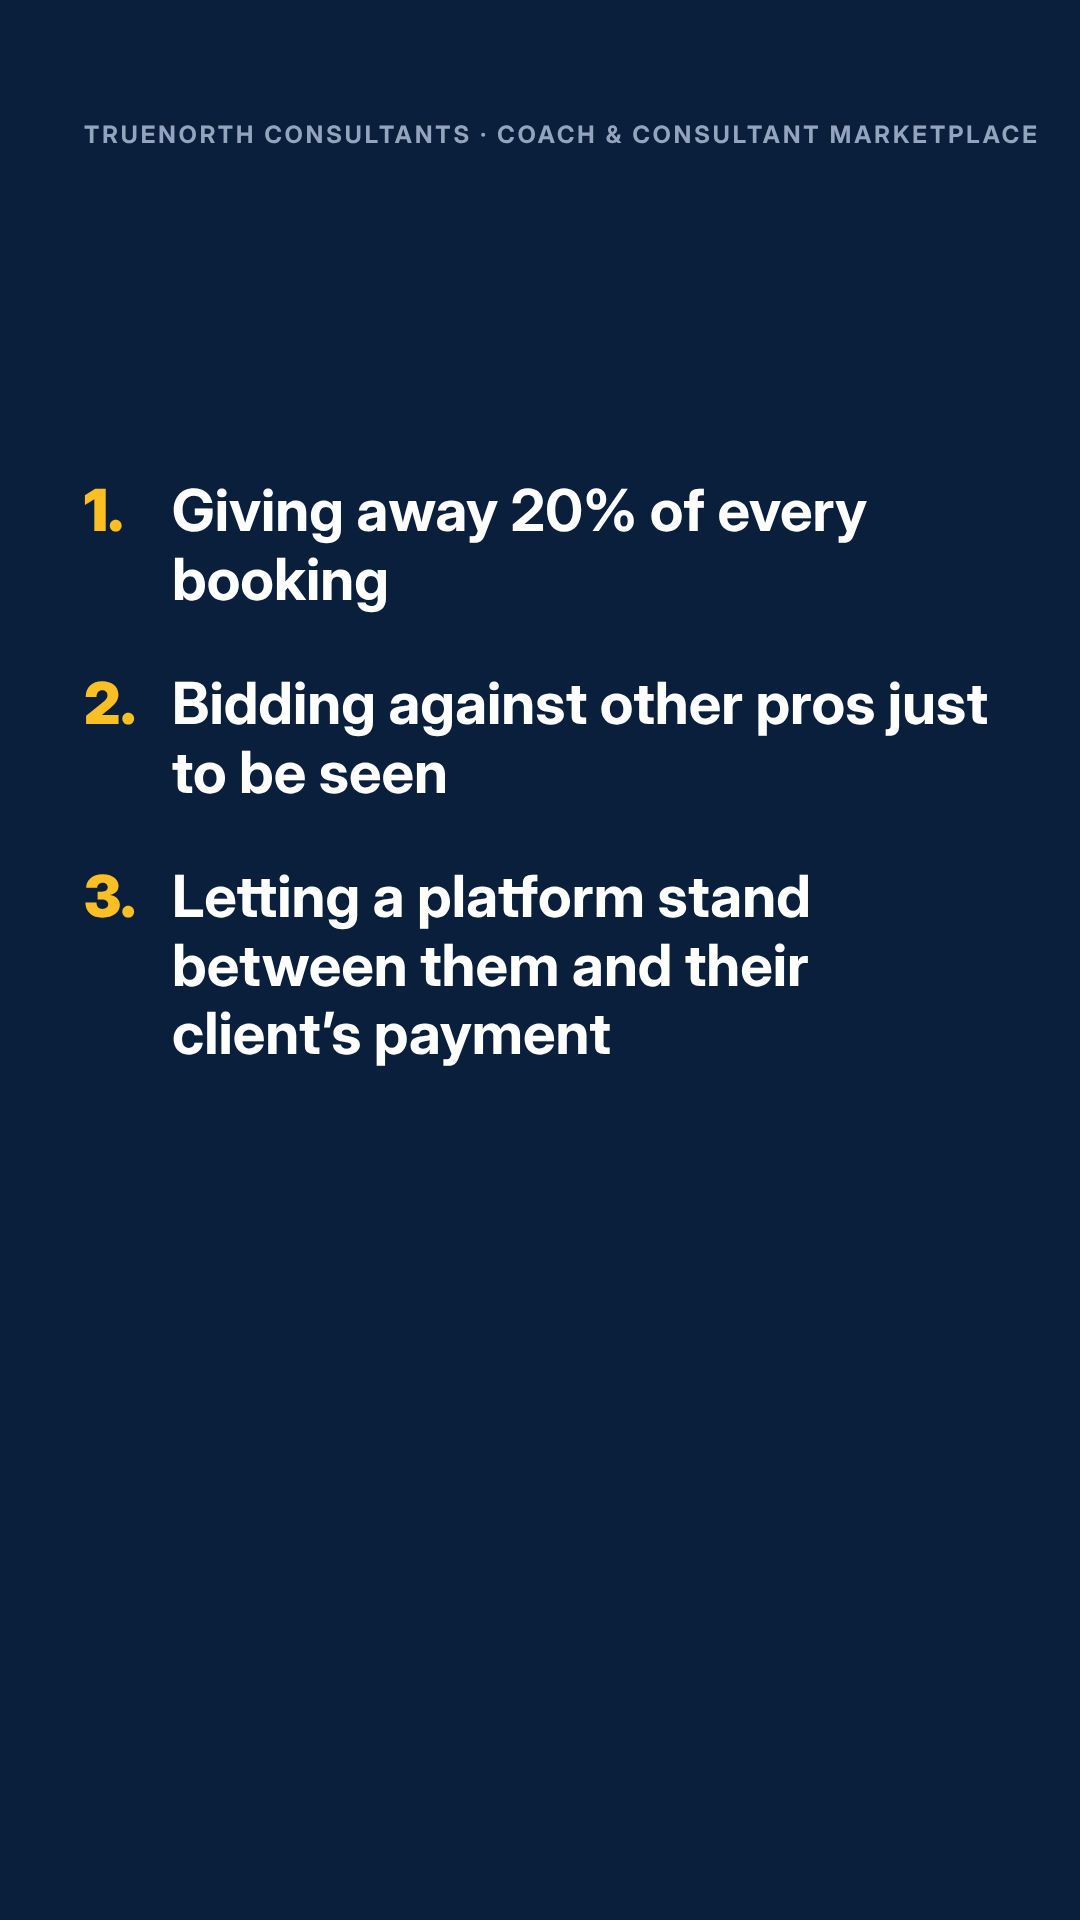 TRUENORTH CONSULTANTS · COACH & CONSULTANT MARKETPLACE
1. Giving away 20% of every
booking
2. Bidding against other pros just
to be seen
3. Letting a platform stand
between them and their
client’s payment